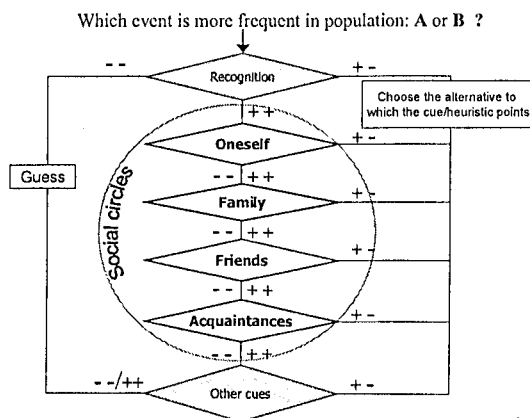 Which event is more frequent in population: A or B ?
- -
Recognition
+ -
Choose the alternative to
which the cue/heuristic points
+ +
Oneself
+ -
- - + +
Guess
Social circles
Family
+ -
- - + +
Friends
+ -
- - + +
Acquaintances
+ -
- - + +
- -/+ +
Other cues
+ -